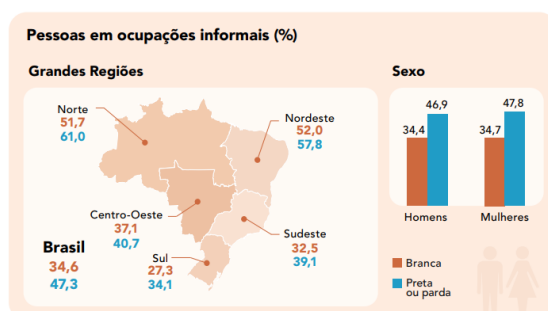 Pessoas em ocupações informais (%)
Grandes Regiões
Norte
51,7
61,0
Nordeste
52,0
57,8
Centro-Oeste
37,1
40,7
Sudeste
32,5
39,1
Sul
27,3
34,1
Brasil
34,6
47,3
Sexo
34,4
46,9
34,7
47,8
Homens
Mulheres
Branca
Preta
ou parda